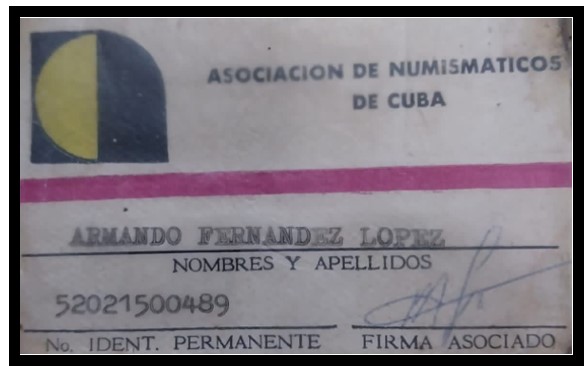 ASOCIACION DE NUMISMATICOS
DE CUBA
ARMANDO FERNANDEZ LOPEZ
NOMBRES Y APELLIDOS
52021500489
No. IDENT. PERMANENTE FIRMA ASOCIADO